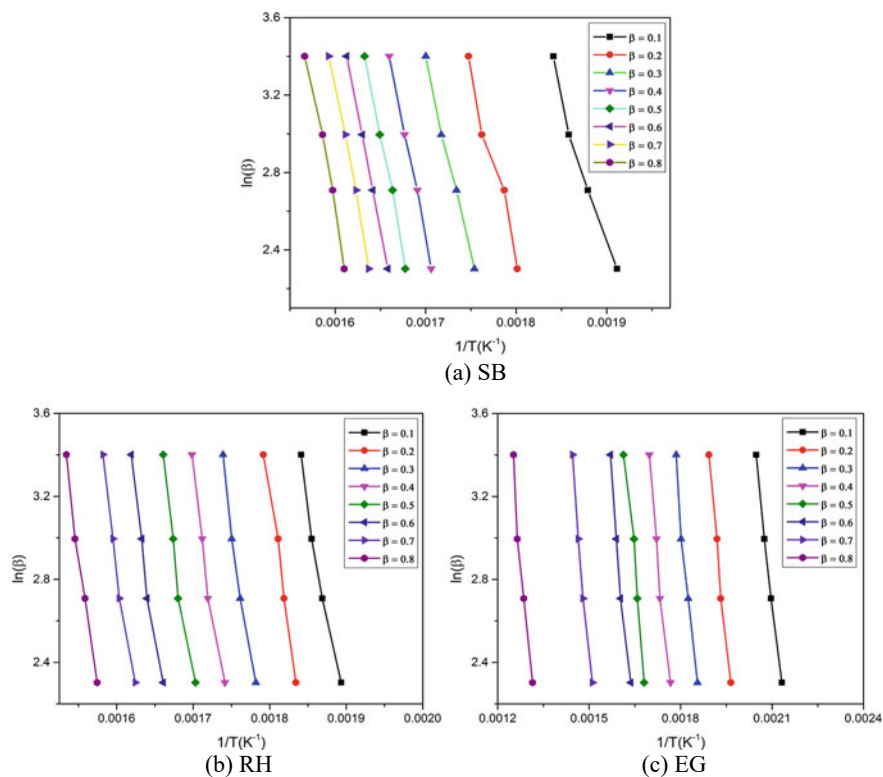 3.6
3.2
2.8
2.4
ln(β)
β = 0.1
β = 0.2
β = 0.3
β = 0.4
β = 0.5
β = 0.6
β = 0.7
β = 0.8
0.0016 0.0017 0.0018 0.0019
1/T(K⁻¹)
(a) SB
3.6
3.2
2.8
2.4
ln(β)
β = 0.1
β = 0.2
β = 0.3
β = 0.4
β = 0.5
β = 0.6
β = 0.7
β = 0.8
0.0016 0.0017 0.0018 0.0019 0.0020
1/T(K⁻¹)
(b) RH
3.6
3.2
2.8
2.4
ln(β)
β = 0.1
β = 0.2
β = 0.3
β = 0.4
β = 0.5
β = 0.6
β = 0.7
β = 0.8
0.0012 0.0015 0.0018 0.0021 0.0024
1/T(K⁻¹)
(c) EG